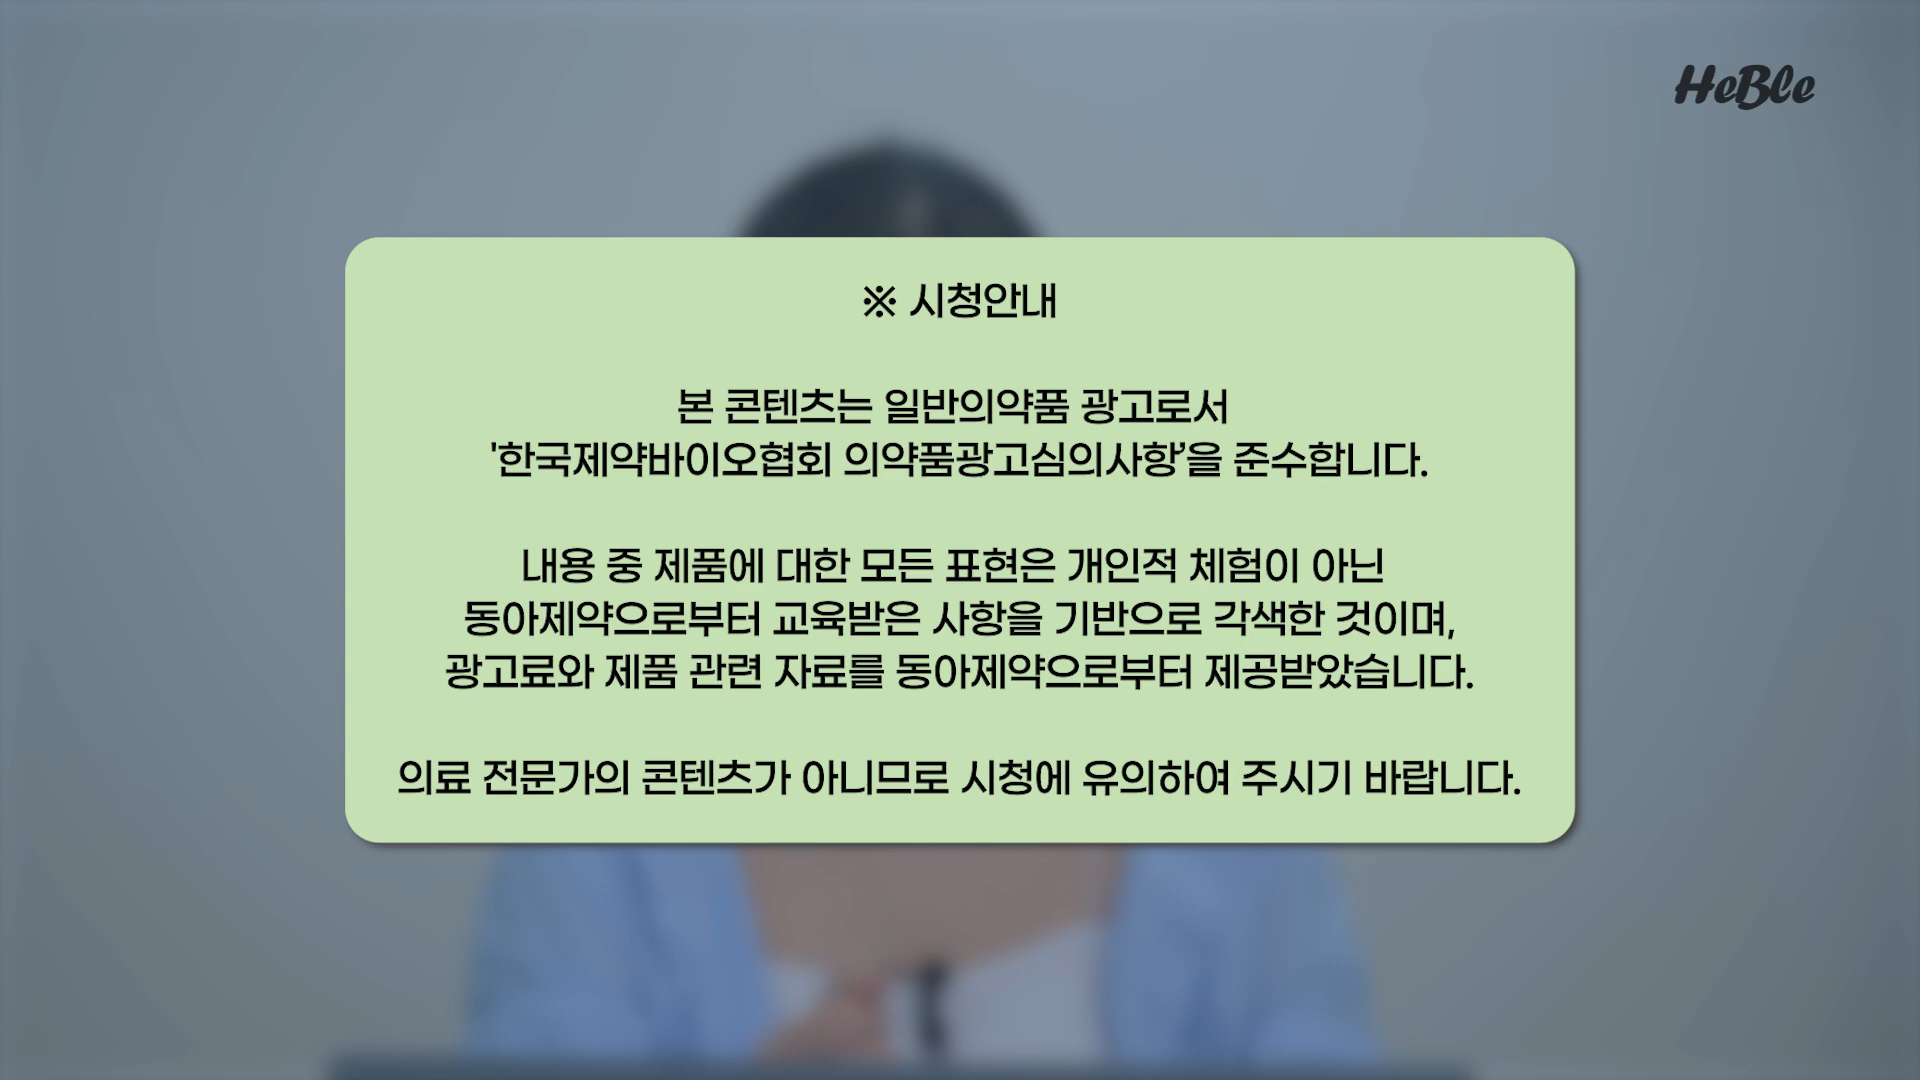 HeBle
※ 시청안내
본 콘텐츠는 일반의약품 광고로서
'한국제약바이오협회 의약품광고심의사항'을 준수합니다.
내용 중 제품에 대한 모든 표현은 개인적 체험이 아닌
동아제약으로부터 교육받은 사항을 기반으로 각색한 것이며,
광고료와 제품 관련 자료를 동아제약으로부터 제공받았습니다.
의료 전문가의 콘텐츠가 아니므로 시청에 유의하여 주시기 바랍니다.